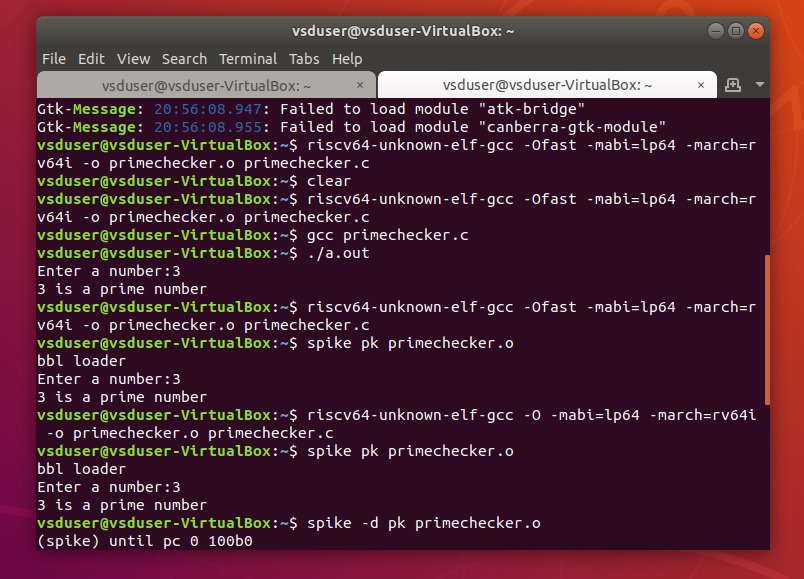 vsduser@vsduser-VirtualBox: ~
File Edit View Search Terminal Tabs Help
vsduser@vsduser-VirtualBox: ~ × vsduser@vsduser-VirtualBox: ~ ×
Gtk-Message: 20:56:08.947: Failed to load module "atk-bridge"
Gtk-Message: 20:56:08.955: Failed to load module "canberra-gtk-module"
vsduser@vsduser-VirtualBox:~$ riscv64-unknown-elf-gcc -Ofast -mabi=lp64 -march=r
v64i -o primechecker.o primechecker.c
vsduser@vsduser-VirtualBox:~$ clear
vsduser@vsduser-VirtualBox:~$ riscv64-unknown-elf-gcc -Ofast -mabi=lp64 -march=r
v64i -o primechecker.o primechecker.c
vsduser@vsduser-VirtualBox:~$ gcc primechecker.c
vsduser@vsduser-VirtualBox:~$ ./a.out
Enter a number:3
3 is a prime number
vsduser@vsduser-VirtualBox:~$ riscv64-unknown-elf-gcc -Ofast -mabi=lp64 -march=r
v64i -o primechecker.o primechecker.c
vsduser@vsduser-VirtualBox:~$ spike pk primechecker.o
bbl loader
Enter a number:3
3 is a prime number
vsduser@vsduser-VirtualBox:~$ riscv64-unknown-elf-gcc -O -mabi=lp64 -march=rv64i
 -o primechecker.o primechecker.c
vsduser@vsduser-VirtualBox:~$ spike pk primechecker.o
bbl loader
Enter a number:3
3 is a prime number
vsduser@vsduser-VirtualBox:~$ spike -d pk primechecker.o
(spike) until pc 0 100b0